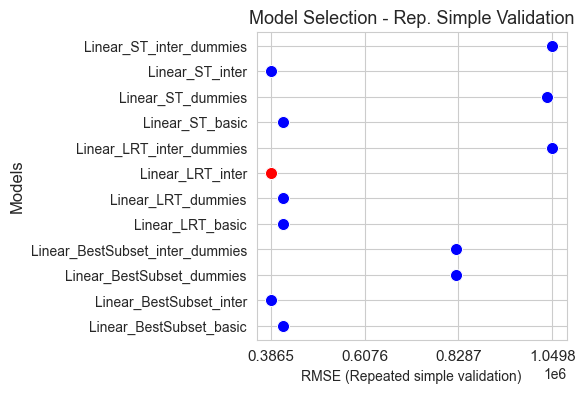 Model Selection - Rep. Simple Validation
Linear_ST_inter_dummies
Linear_ST_inter
Linear_ST_dummies
Linear_ST_basic
Linear_LRT_inter_dummies
Linear_LRT_inter
Linear_LRT_dummies
Linear_LRT_basic
Linear_BestSubset_inter_dummies
Linear_BestSubset_dummies
Linear_BestSubset_inter
Linear_BestSubset_basic
Models
0.3865 0.6076 0.8287 1.0498
1e6
RMSE (Repeated simple validation)